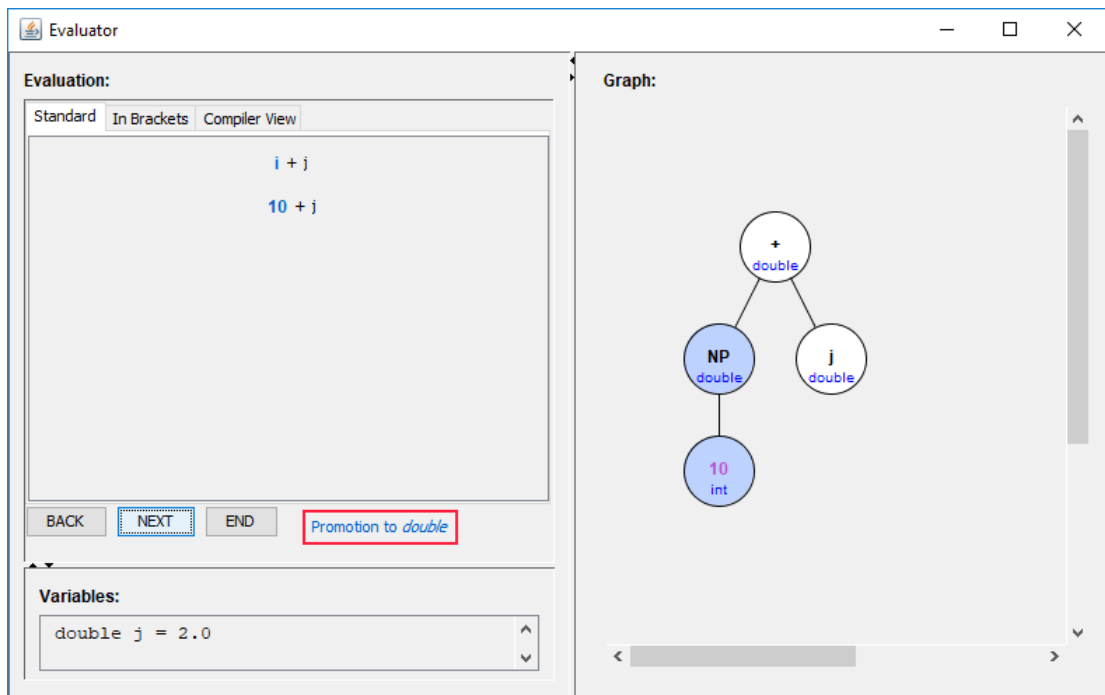 Evaluator
Evaluation:
Standard In Brackets Compiler View
i + j
10 + j
BACK NEXT END Promotion to double
Variables:
double j = 2.0
Graph:
+
double
NP
double
j
double
10
int